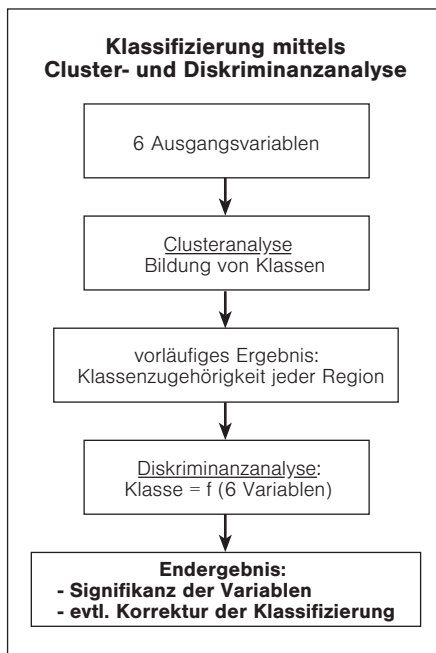 Klassifizierung mittels
Cluster- und Diskriminanzanalyse
6 Ausgangsvariablen
Clusteranalyse
Bildung von Klassen
vorläufiges Ergebnis:
Klassenzugehörigkeit jeder Region
Diskriminanzanalyse:
Klasse = f (6 Variablen)
Endergebnis:
- Signifikanz der Variablen
- evtl. Korrektur der Klassifizierung